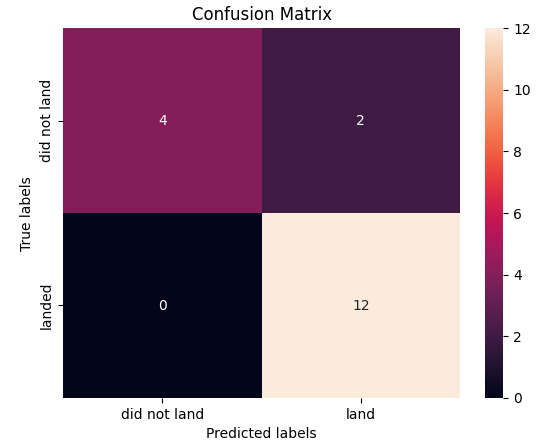 Confusion Matrix
True labels
did not land
landed
4
2
0
12
did not land
land
Predicted labels
12
10
8
6
4
2
0